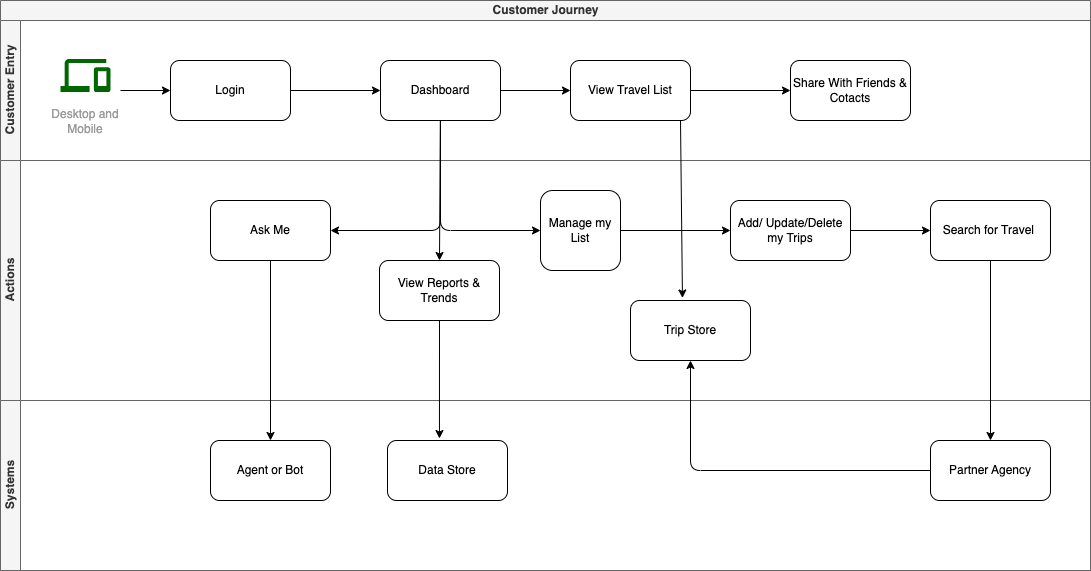 Customer Journey
Customer Entry
Desktop and
Mobile
Login
Dashboard
View Travel List
Share With Friends &
Cotacts
Actions
Ask Me
View Reports &
Trends
Manage my
List
Add/ Update/Delete
my Trips
Search for Travel
Trip Store
Systems
Agent or Bot
Data Store
Partner Agency